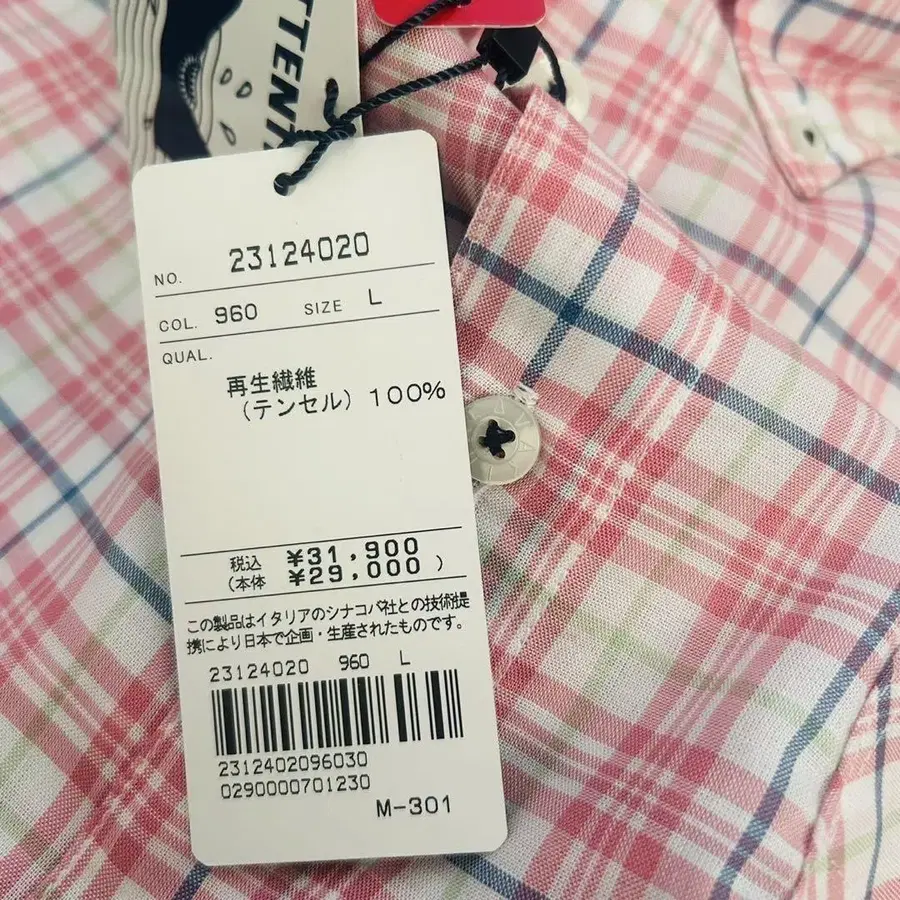 ATTEN
NO. 23124020
COL. 960 SIZE L
QUAL.
再生繊維
(テンセル) 100%
税込 ¥31,900
(本体 ¥29,000 )
この製品はイタリアのシナコバ社との技術提
携により日本で企画・生産されたものです。
23124020 960 L
2312402096030
0290000701230
M-301